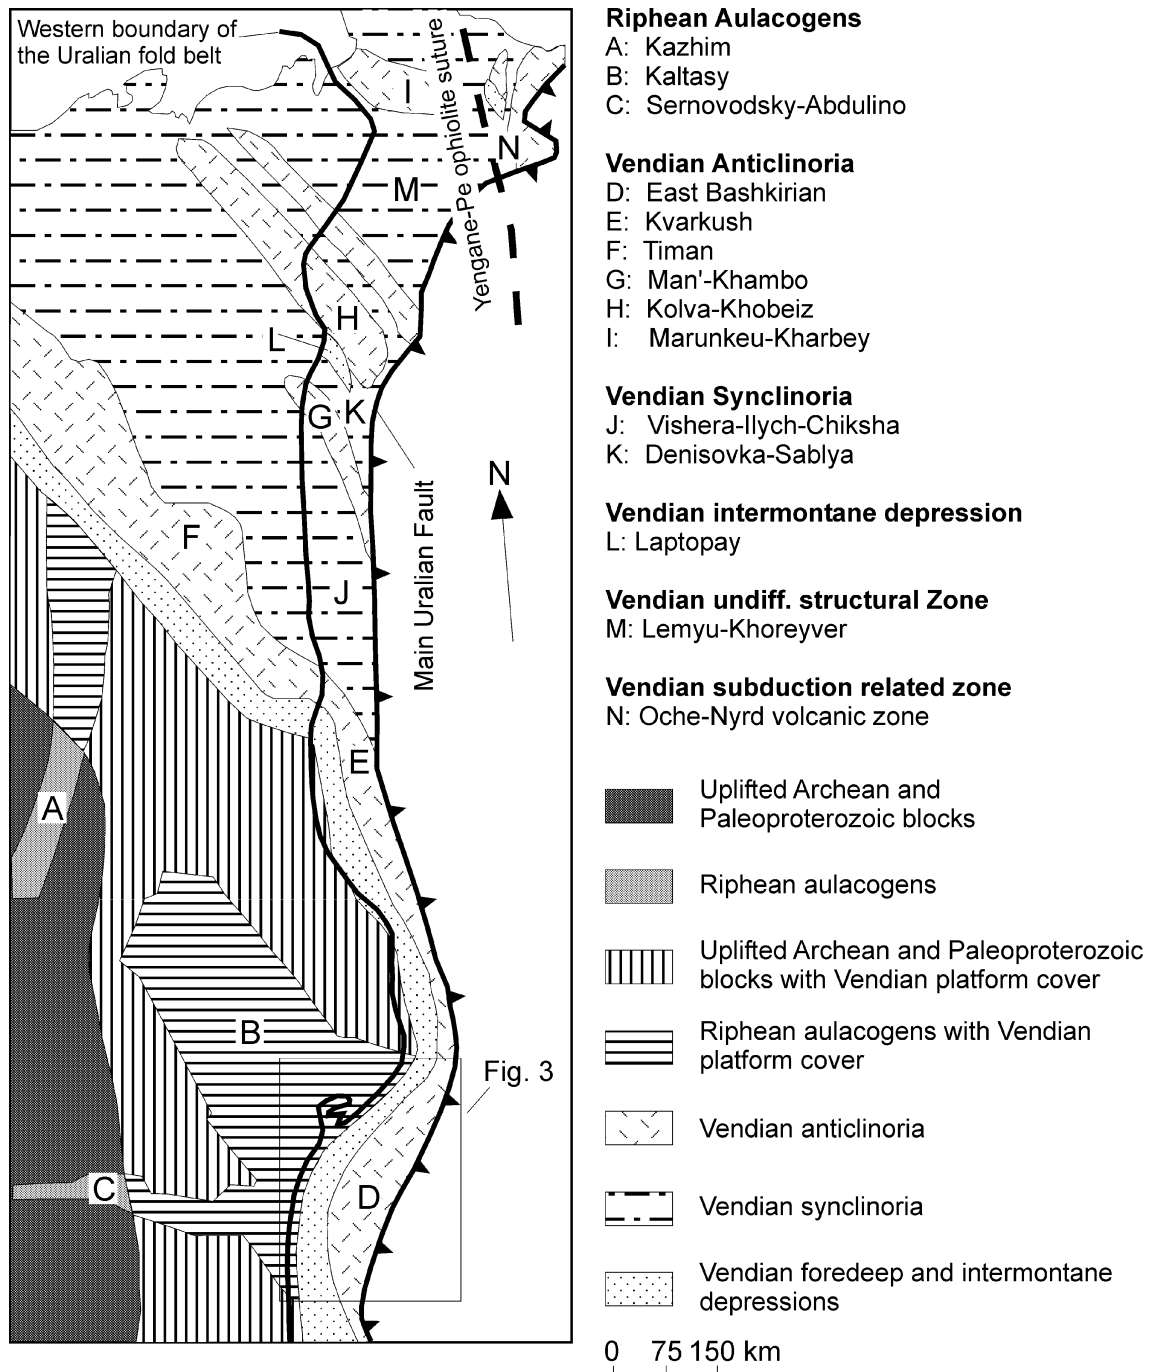 Western boundary of
the Uralian fold belt
Yengane-Pe ophiolite suture
I
N
M
H
L
K
G
N
F
J
Main Uralian Fault
E
A
B
Fig. 3
C
D
Riphean Aulacogens
A: Kazhim
B: Kaltasy
C: Sernovodsky-Abdulino
Vendian Anticlinoria
D: East Bashkirian
E: Kvarkush
F: Timan
G: Man'-Khambo
H: Kolva-Khobeiz
I: Marunkeu-Kharbey
Vendian Synclinoria
J: Vishera-Ilych-Chiksha
K: Denisovka-Sablya
Vendian intermontane depression
L: Laptopay
Vendian undiff. structural Zone
M: Lemyu-Khoreyver
Vendian subduction related zone
N: Oche-Nyrd volcanic zone
Uplifted Archean and
Paleoproterozoic blocks
Riphean aulacogens
Uplifted Archean and Paleoproterozoic
blocks with Vendian platform cover
Riphean aulacogens with Vendian
platform cover
Vendian anticlinoria
Vendian synclinoria
Vendian foredeep and intermontane
depressions
0 75 150 km